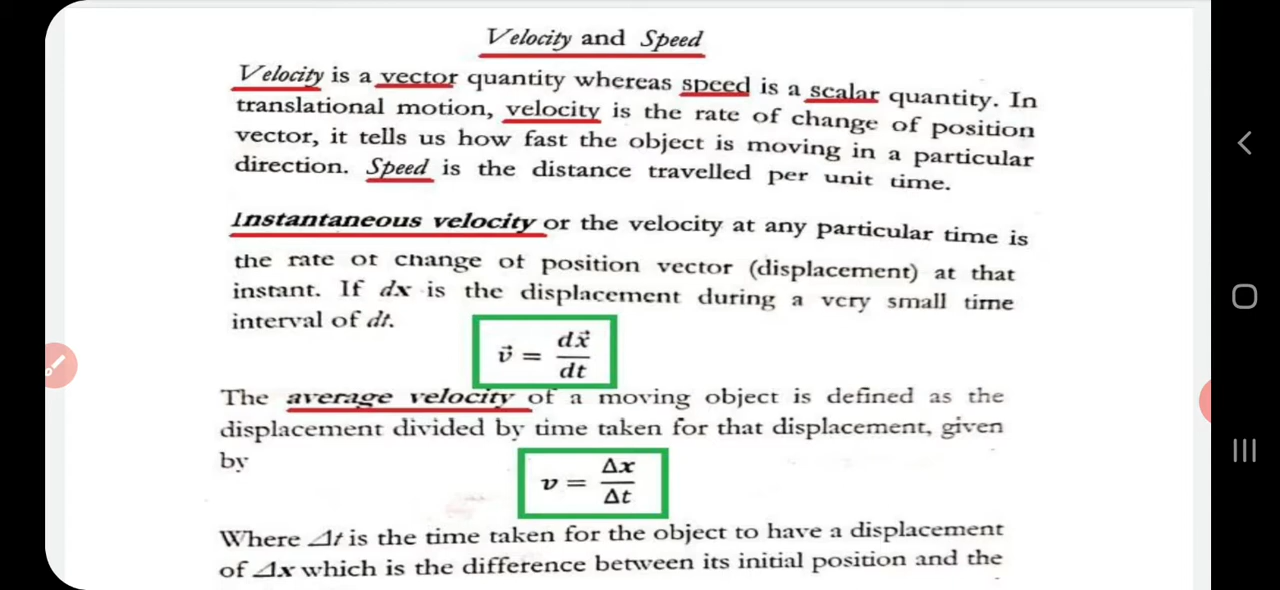 Velocity and Speed
Velocity is a vector quantity whereas speed is a scalar quantity. In
translational motion, velocity is the rate of change of position
vector, it tells us how fast the object is moving in a particular
direction. Speed is the distance travelled per unit time.
Instantaneous velocity or the velocity at any particular time is
the rate of change of position vector (displacement) at that
instant. If dx is the displacement during a very small time
interval of dt.
v⃗ = dx⃗/dt
The average velocity of a moving object is defined as the
displacement divided by time taken for that displacement, given
by
v = Δx/Δt
Where Δt is the time taken for the object to have a displacement
of Δx which is the difference between its initial position and the